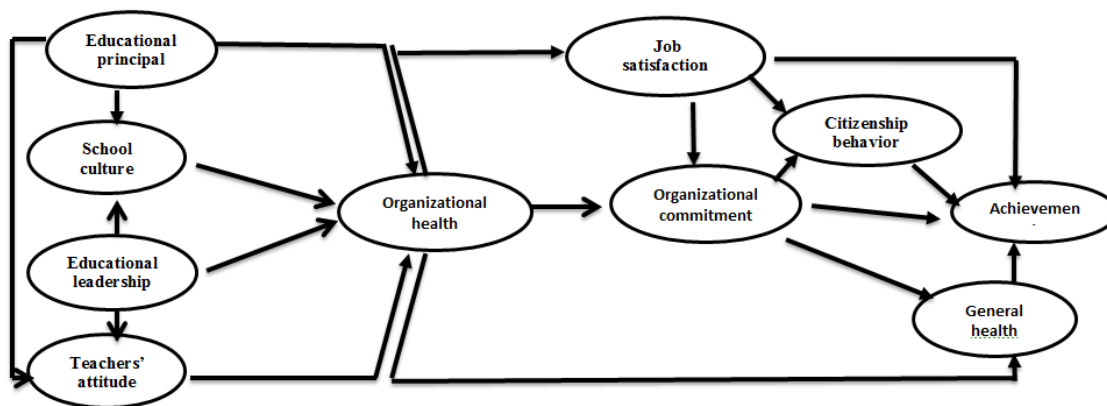 Educational
principal
Job
satisfaction
School
culture
Citizenship
behavior
Organizational
health
Organizational
commitment
Achievemen
.
Educational
leadership
General
health
Teachers’
attitude